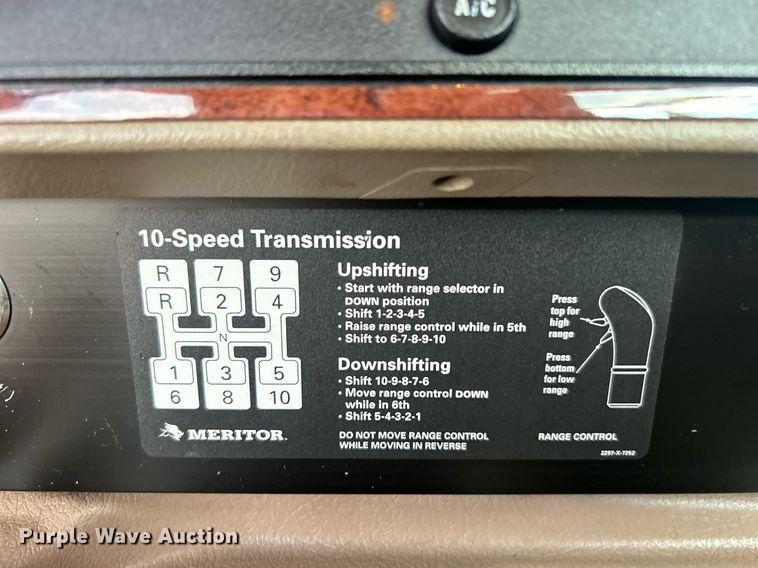 A/C
10-Speed Transmission
R 7 9
R 2 4
N
1 3 5
6 8 10
MERITOR
Upshifting
• Start with range selector in
DOWN position
• Shift 1-2-3-4-5
• Raise range control while in 5th
• Shift to 6-7-8-9-10
Downshifting
• Shift 10-9-8-7-6
• Move range control DOWN
while in 6th
• Shift 5-4-3-2-1
DO NOT MOVE RANGE CONTROL
WHILE MOVING IN REVERSE
Press
top for
high
range
Press
bottom
for low
range
RANGE CONTROL
2297-X-7252
Purple Wave Auction